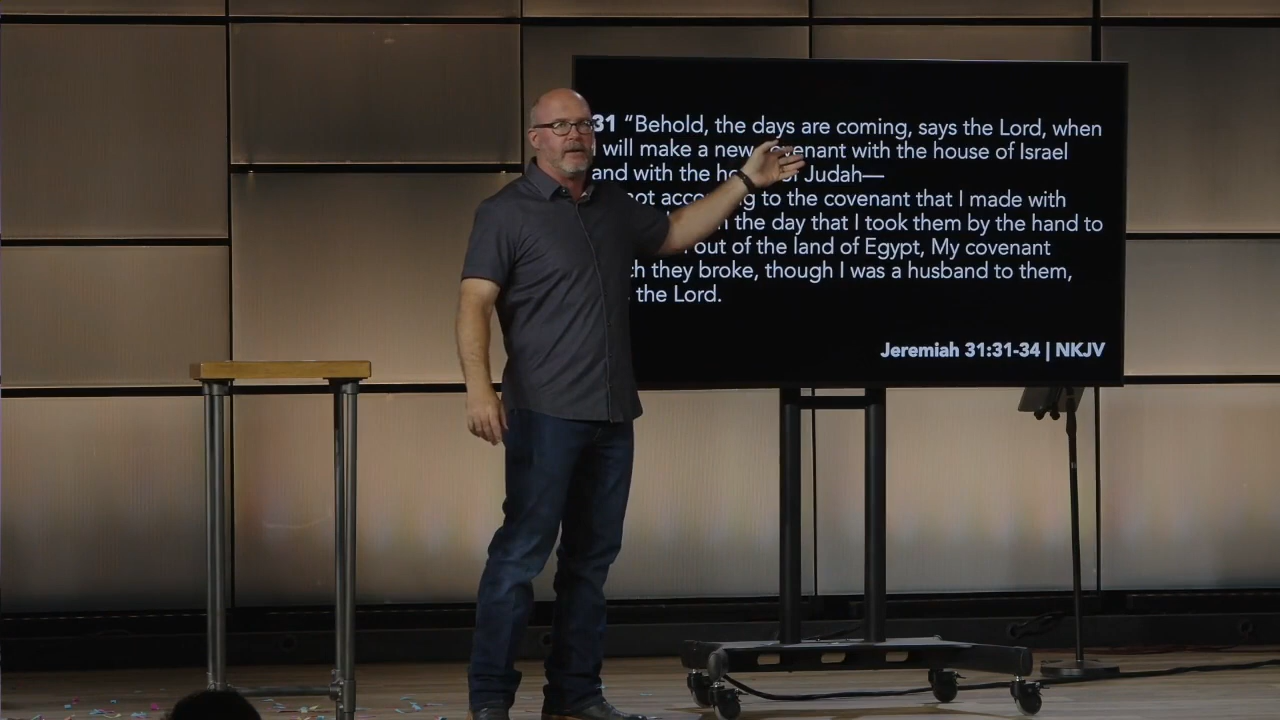 31 “Behold, the days are coming, says the Lord, when
will make a new covenant with the house of Israel
and with the of Judah—
not according to the covenant that I made with
the day that I took them by the hand to
out of the land of Egypt, My covenant
they broke, though I was a husband to them,
the Lord.
Jeremiah 31:31-34 | NKJV